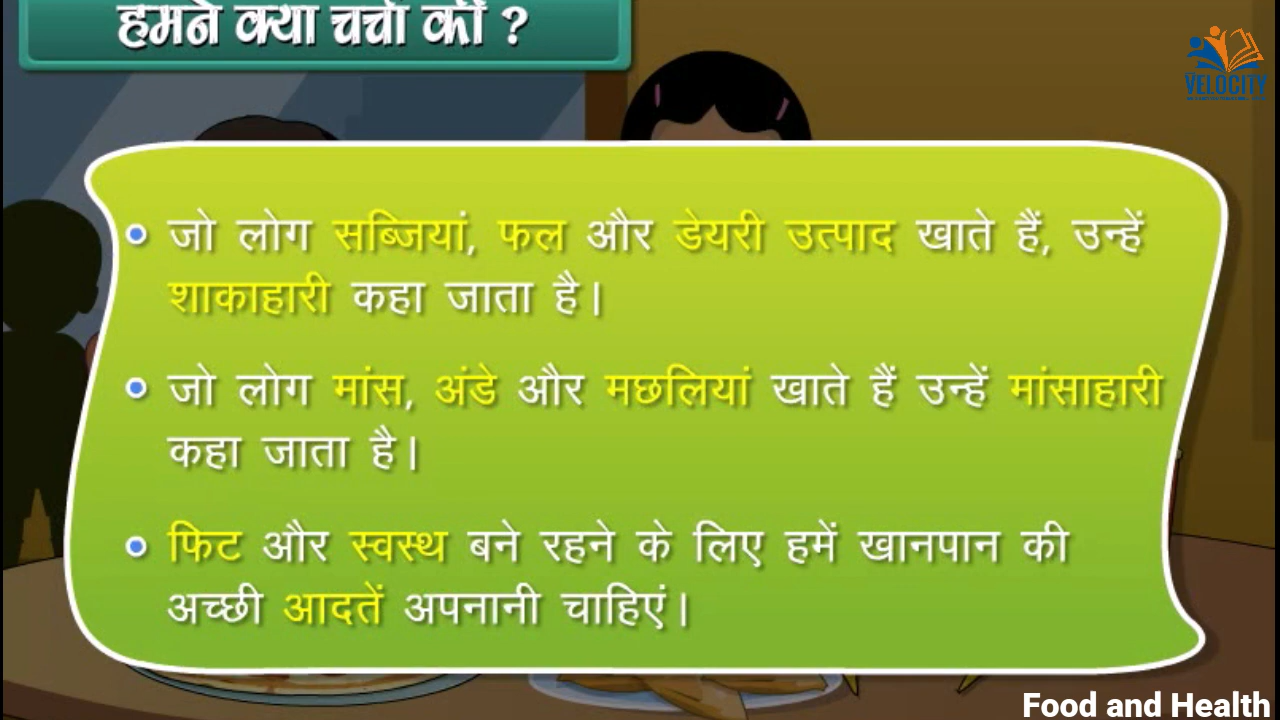 हमने क्या चर्चा की ?
VELOCITY
जो लोग सब्जियां, फल और डेयरी उत्पाद खाते हैं, उन्हें
शाकाहारी कहा जाता है।
जो लोग मांस, अंडे और मछलियां खाते हैं उन्हें मांसाहारी
कहा जाता है।
फिट और स्वस्थ बने रहने के लिए हमें खानपान की
अच्छी आदतें अपनानी चाहिएं।
Food and Health